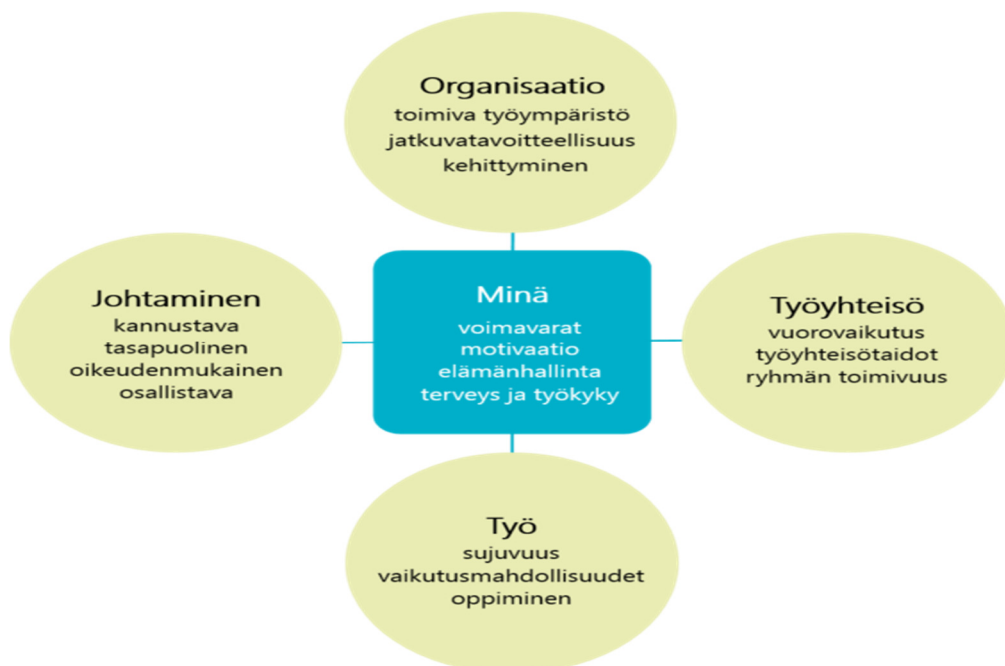 Organisaatio
toimiva työympäristö
jatkuvatavoitteellisuus
kehittyminen
Johtaminen
kannustava
tasapuolinen
oikeudenmukainen
osallistava
Minä
voimavarat
motivaatio
elämänhallinta
terveys ja työkyky
Työyhteisö
vuorovaikutus
työyhteisötaidot
ryhmän toimivuus
Työ
sujuvuus
vaikutusmahdollisuudet
oppiminen